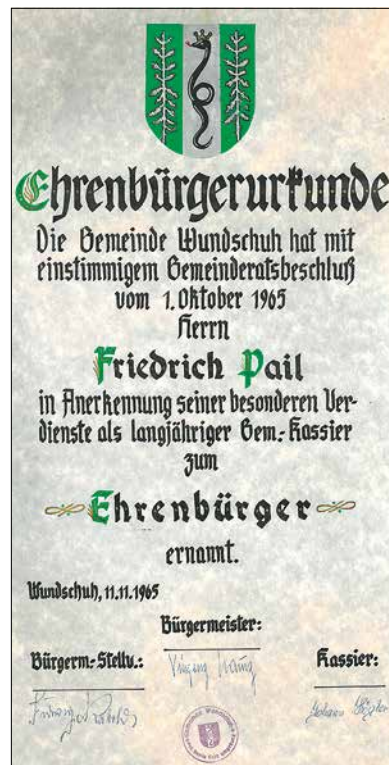 Ehrenbürgerurkunde
Die Gemeinde Wundschuh hat mit
einstimmigem Gemeinderatsbeschluß
vom 1. Oktober 1965
Herrn
Friedrich Pail
in Anerkennung seiner besonderen Ver-
dienste als langjähriger Gem.-Kassier
zum
Ehrenbürger
ernannt.
Wundschuh, 11.11.1965
Bürgermeister:
Bürgerm.-Stellv.:
Kassier: